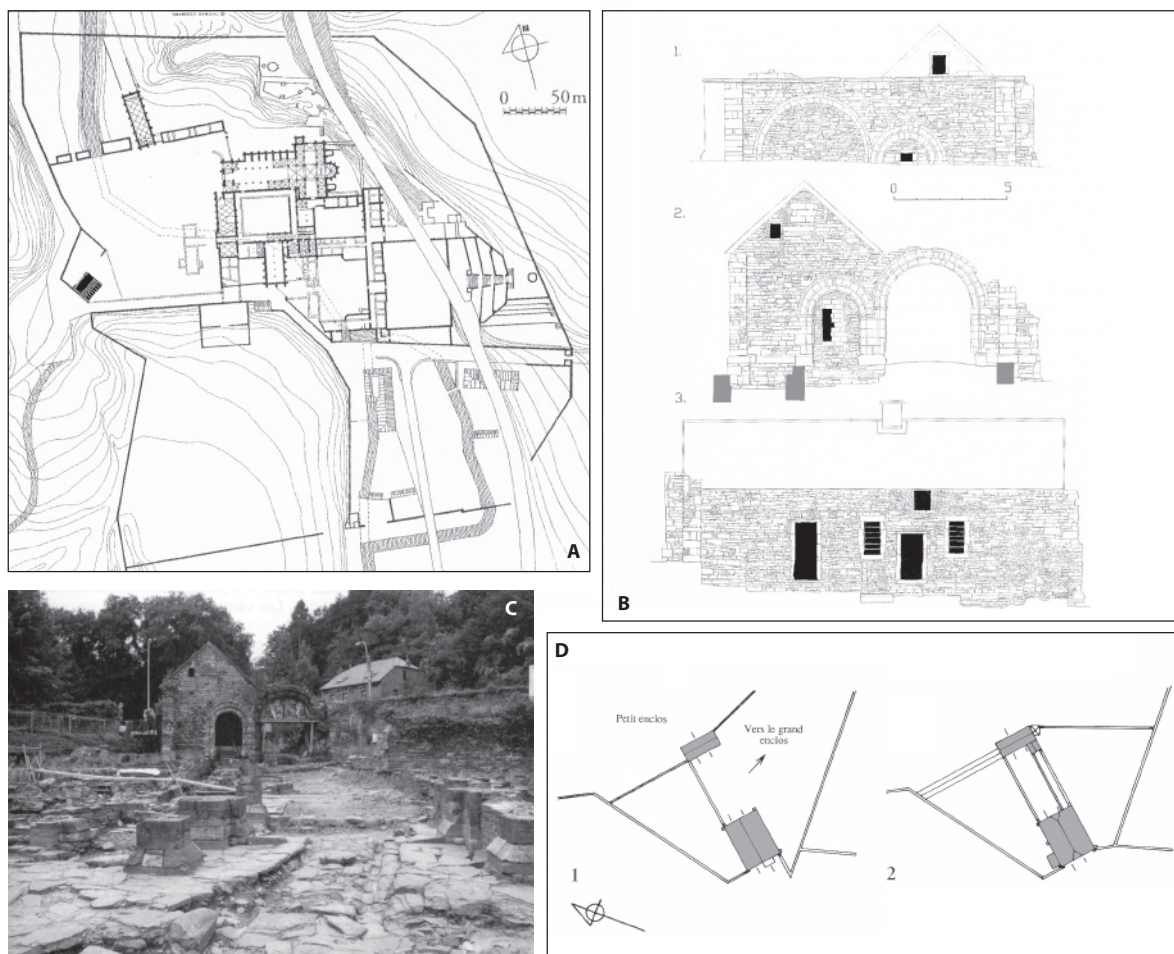 N
0 50m
A
1.
0 5
2.
3.
B
C
D
Petit enclos
Vers le grand
enclos
1
2